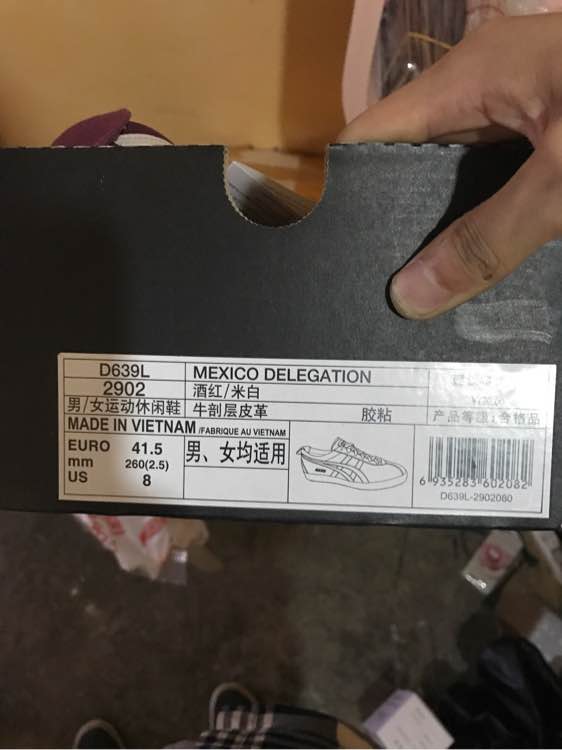 D639L
MEXICO DELEGATION
2902
酒红/米白
男/女运动休闲鞋
牛剖层皮革
胶粘
产品等级:合格品
MADE IN VIETNAM /FABRIQUE AU VIETNAM
EURO 41.5
mm 260(2.5)
US 8
男、女均适用
6 935283 602082
D639L-2902080